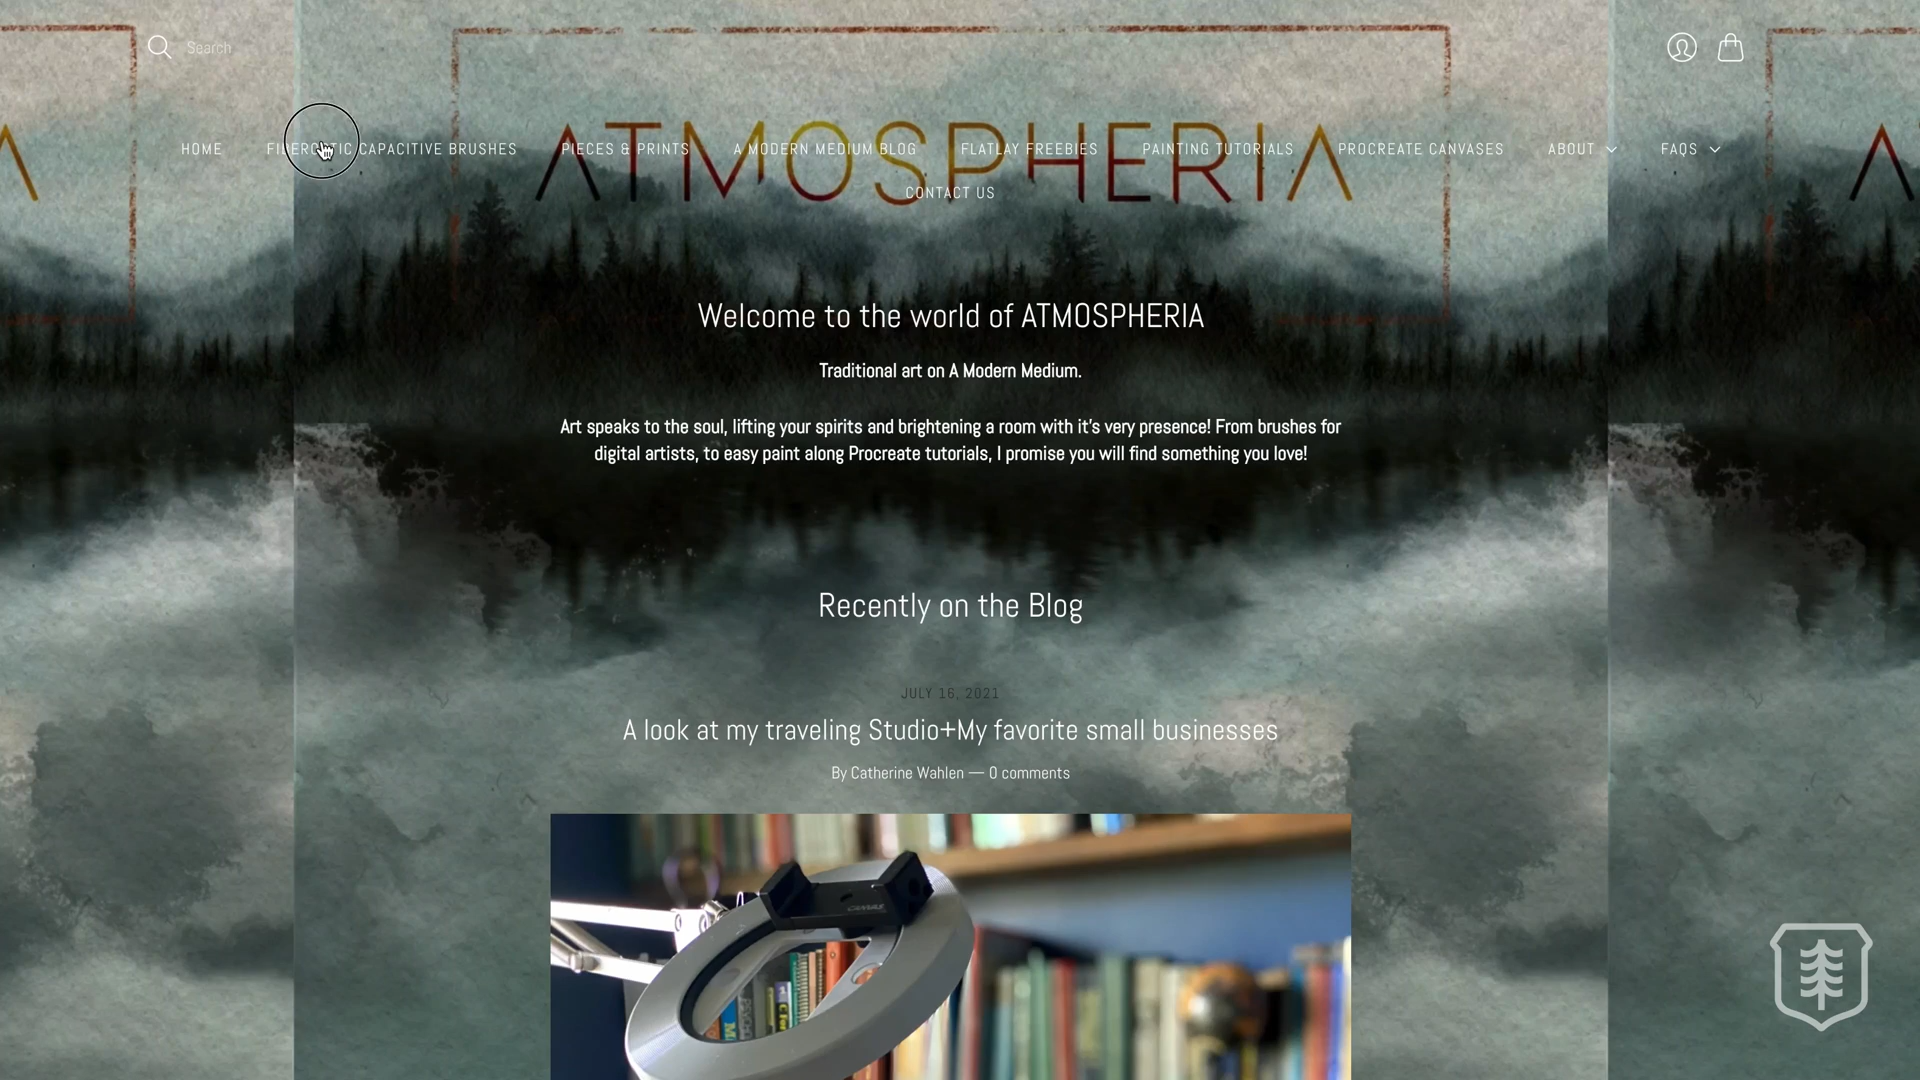 Search
ATMOSPHERIA
HOME FIBEROPTIC CAPACITIVE BRUSHES PIECES & PRINTS A MODERN MEDIUM BLOG FLATLAY FREEBIES PAINTING TUTORIALS PROCREATE CANVASES ABOUT FAQS
CONTACT US
Welcome to the world of ATMOSPHERIA
Traditional art on A Modern Medium.
Art speaks to the soul, lifting your spirits and brightening a room with it's very presence! From brushes for
digital artists, to easy paint along Procreate tutorials, I promise you will find something you love!
Recently on the Blog
JULY 16, 2021
A look at my traveling Studio+My favorite small businesses
By Catherine Wahlen — 0 comments